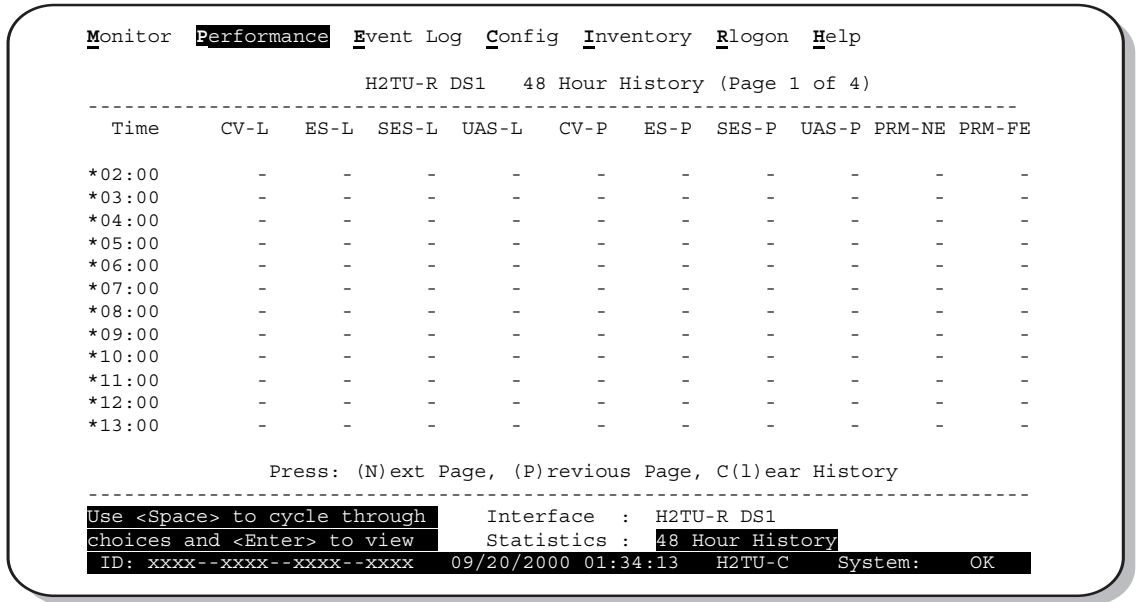 Monitor Performance Event Log Config Inventory Rlogon Help
H2TU-R DS1 48 Hour History (Page 1 of 4)
--------------------------------------------------------------------------------
Time CV-L ES-L SES-L UAS-L CV-P ES-P SES-P UAS-P PRM-NE PRM-FE
*02:00 - - - - - - - - - -
*03:00 - - - - - - - - - -
*04:00 - - - - - - - - - -
*05:00 - - - - - - - - - -
*06:00 - - - - - - - - - -
*07:00 - - - - - - - - - -
*08:00 - - - - - - - - - -
*09:00 - - - - - - - - - -
*10:00 - - - - - - - - - -
*11:00 - - - - - - - - - -
*12:00 - - - - - - - - - -
*13:00 - - - - - - - - - -
Press: (N)ext Page, (P)revious Page, C(l)ear History
--------------------------------------------------------------------------------
Use <Space> to cycle through Interface : H2TU-R DS1
choices and <Enter> to view Statistics : 48 Hour History
ID: xxxx--xxxx--xxxx--xxxx 09/20/2000 01:34:13 H2TU-C System: OK